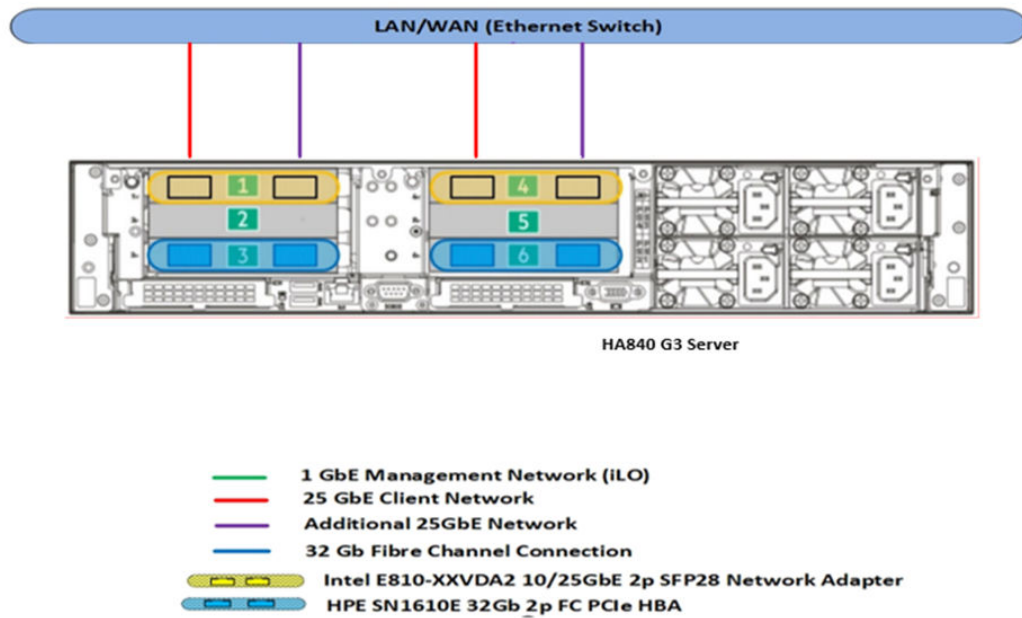 LAN/WAN (Ethernet Switch)
1
4
2
5
3
6
HA840 G3 Server
1 GbE Management Network (iLO)
25 GbE Client Network
Additional 25GbE Network
32 Gb Fibre Channel Connection
Intel E810-XXVDA2 10/25GbE 2p SFP28 Network Adapter
HPE SN1610E 32Gb 2p FC PCIe HBA